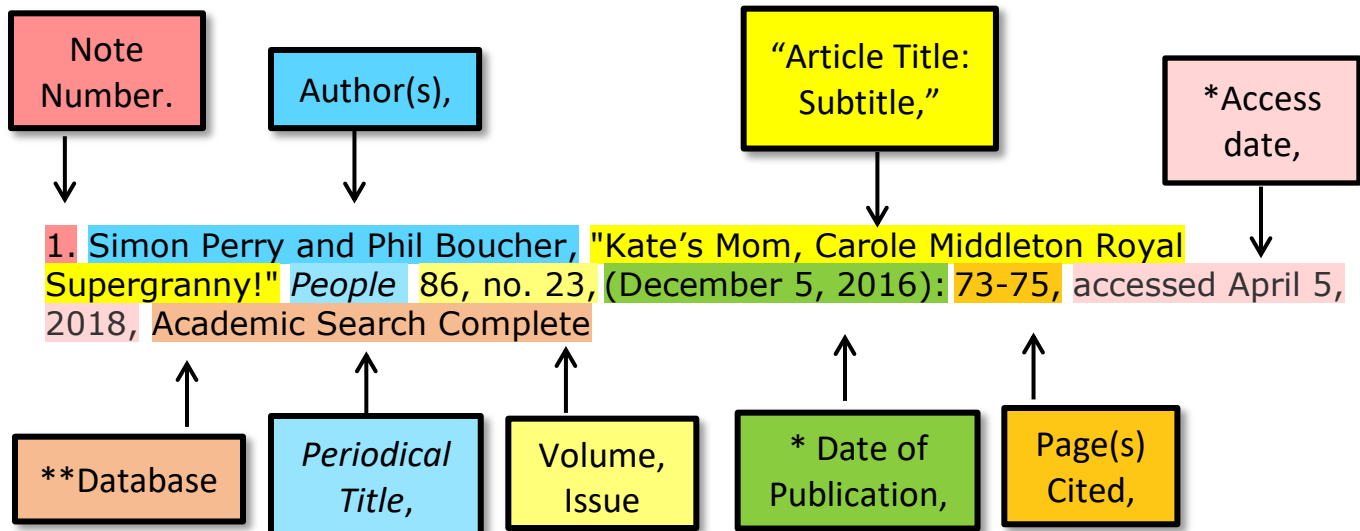 Note
Number.
Author(s),
“Article Title:
Subtitle,”
*Access
date,
1. Simon Perry and Phil Boucher, "Kate’s Mom, Carole Middleton Royal
Supergranny!" People 86, no. 23, (December 5, 2016): 73-75, accessed April 5,
2018, Academic Search Complete
**Database
Periodical
Title,
Volume,
Issue
* Date of
Publication,
Page(s)
Cited,